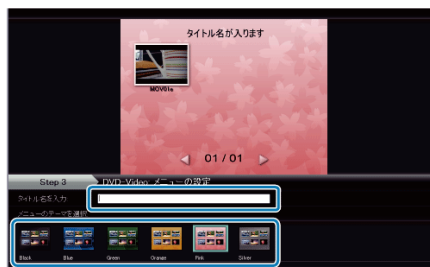 タイトル名が入ります
MOV01a
01 / 01
Step 3
DVD-Video: メニューの設定
タイトル名を入力
メニューのテーマを選択
Black
Blue
Green
Orange
Pink
Silver